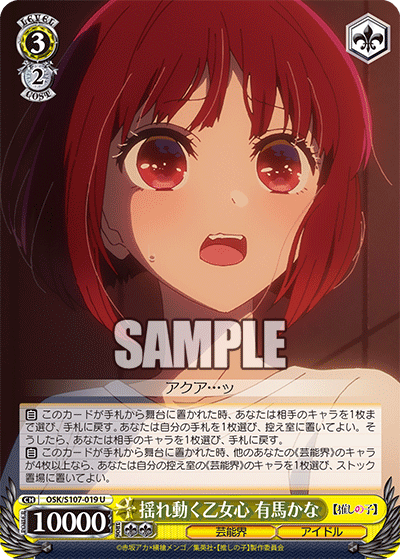 LEVEL
3
2
COST
SAMPLE
アクア…ッ
このカードが手札から舞台に置かれた時、あなたは相手のキャラを1枚まで選び、手札に戻す。あなたは自分の手札を1枚選び、控え室に置いてよい。そうしたら、あなたは相手のキャラを1枚まで選び、手札に戻す。
このカードが手札から舞台に置かれた時、他のあなたの《芸能界》のキャラが4枚以上なら、あなたは自分の控え室の《芸能界》のキャラを1枚選び、ストック置場に置いてよい。
OSK/S107-019 U
10000
揺れ動く乙女心 有馬かな
【推しの子】
芸能界
アイドル
©赤坂アカ×横槍メンゴ/集英社・【推しの子】製作委員会